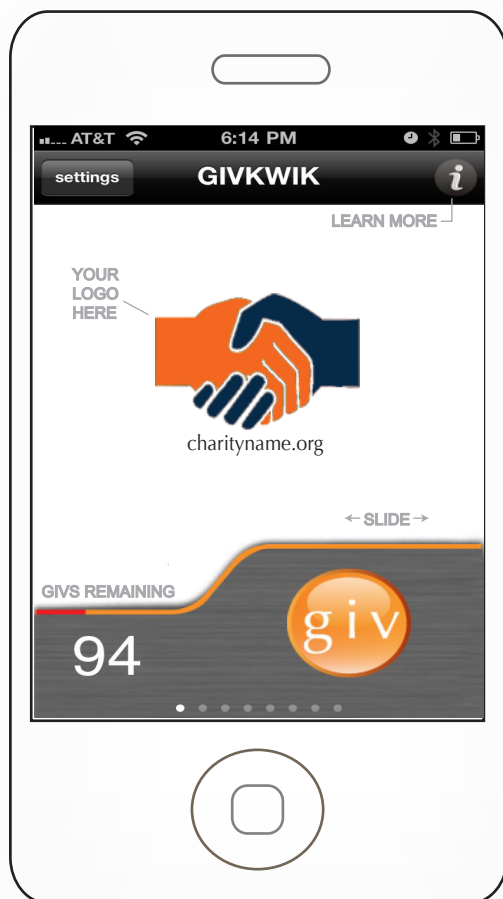 AT&T 6:14 PM
settings GIVKWIK i
LEARN MORE
YOUR
LOGO
HERE
charityname.org
←SLIDE→
GIVS REMAINING
94
giv